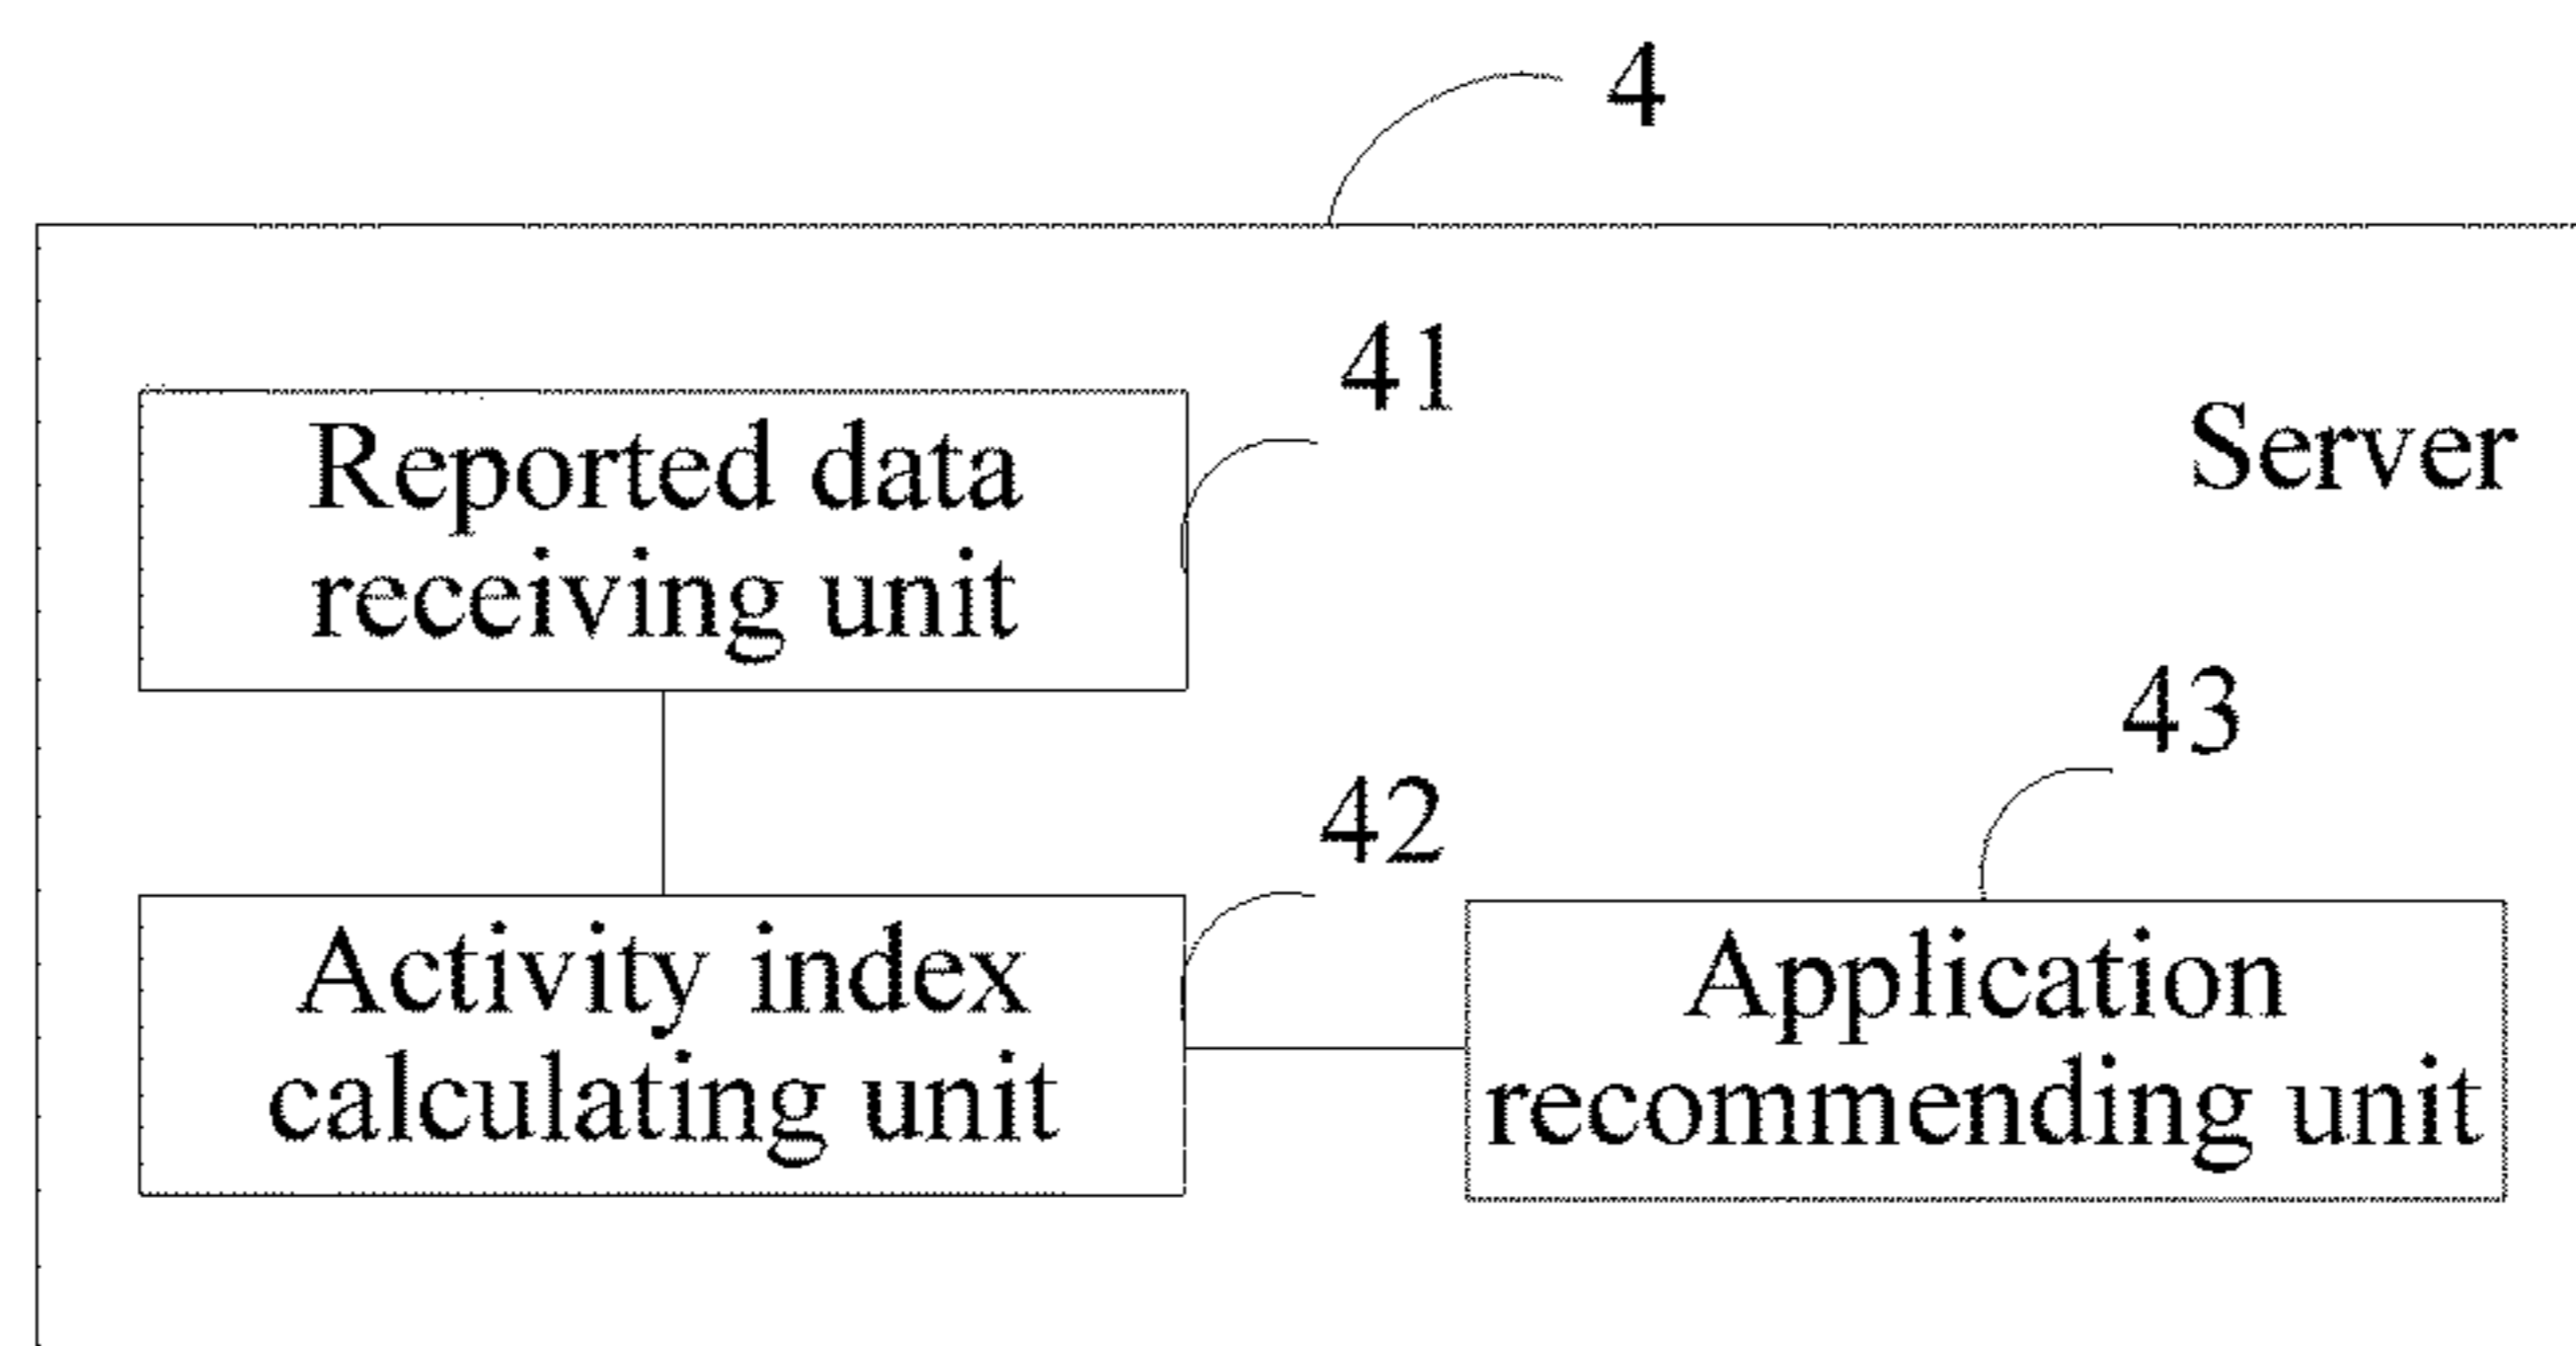 4
41
Reported data
receiving unit
Server
43
42
Activity index
calculating unit
Application
recommending unit